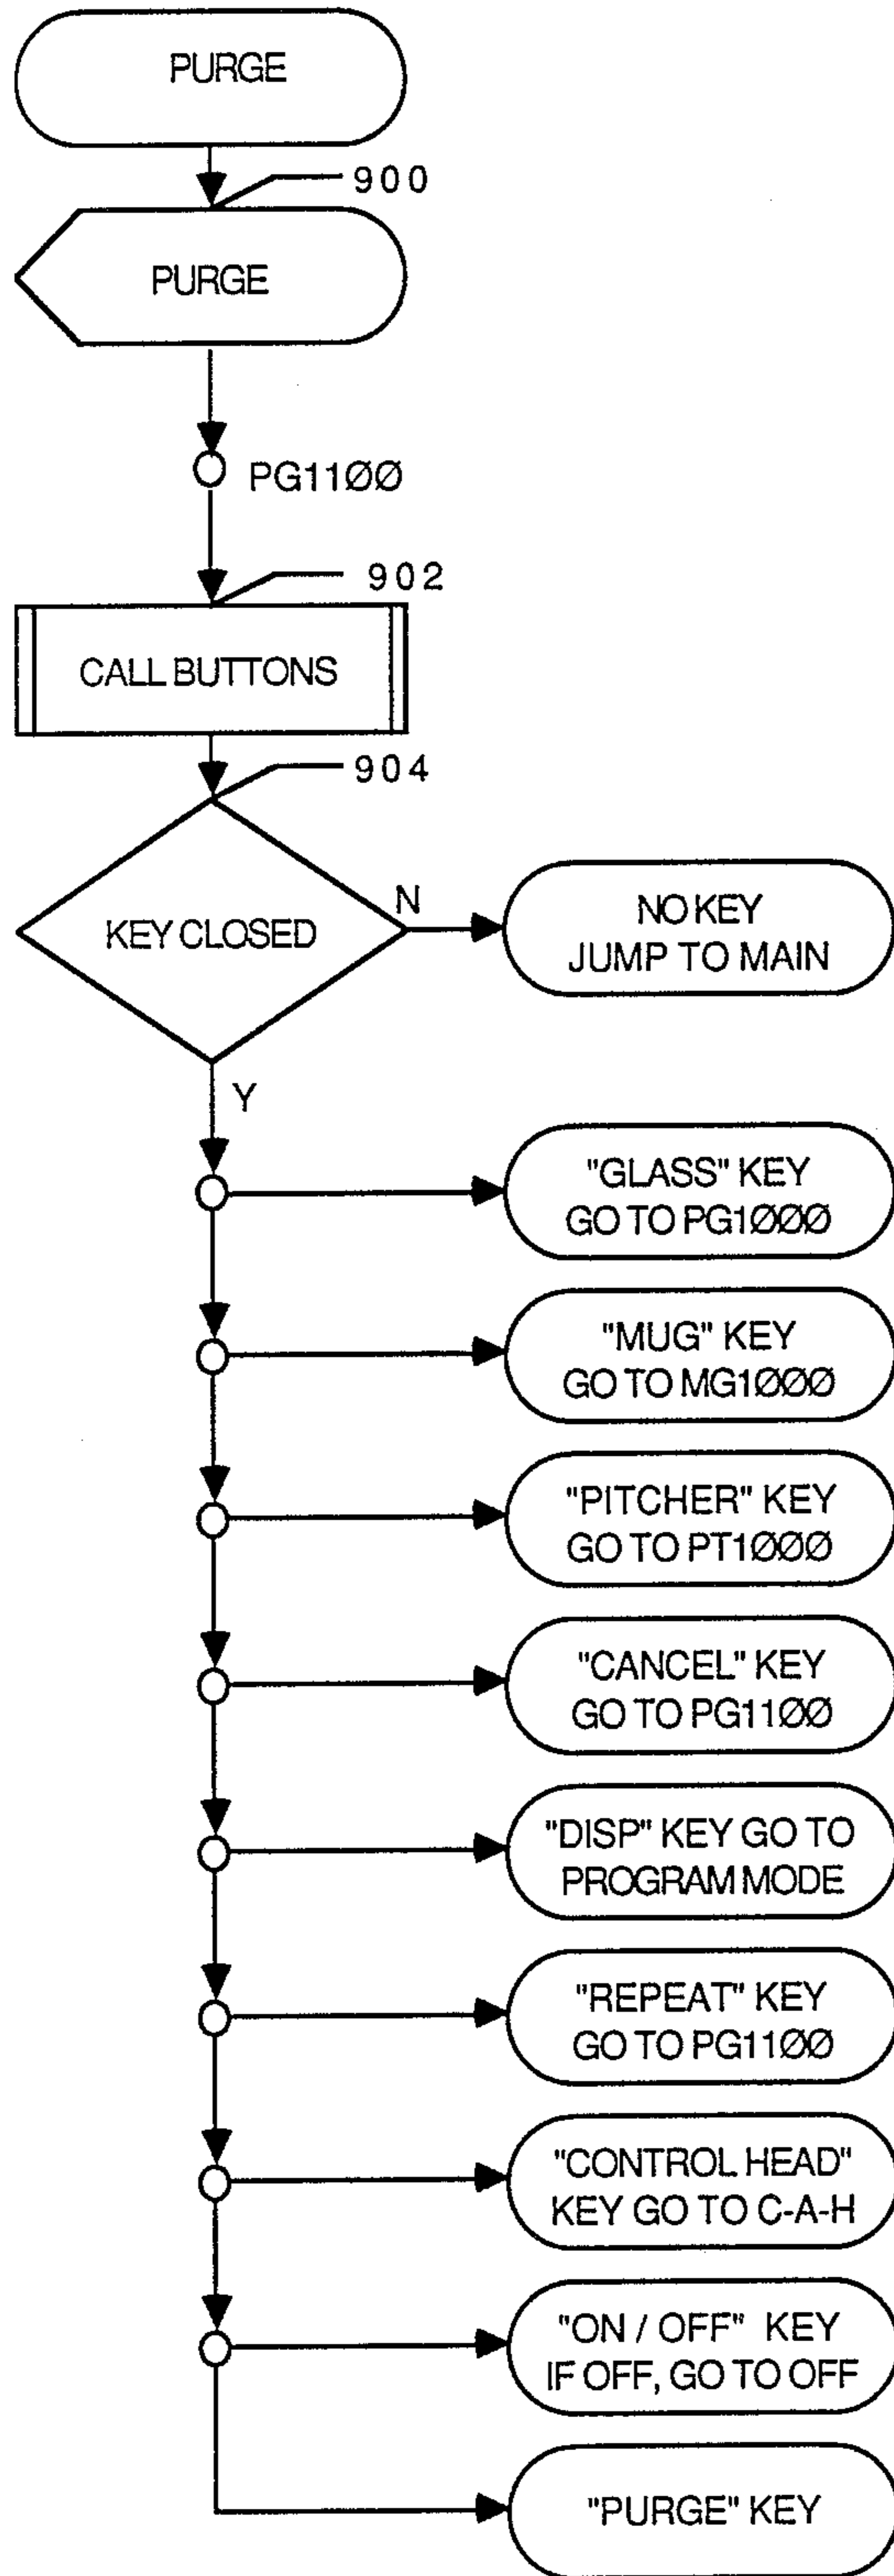 PURGE
900
PURGE
PG11ØØ
902
CALL BUTTONS
904
KEY CLOSED
N
NO KEY
JUMP TO MAIN
Y
"GLASS" KEY
GO TO PG1ØØØ
"MUG" KEY
GO TO MG1ØØØ
"PITCHER" KEY
GO TO PT1ØØØ
"CANCEL" KEY
GO TO PG11ØØ
"DISP" KEY GO TO
PROGRAM MODE
"REPEAT" KEY
GO TO PG11ØØ
"CONTROL HEAD"
KEY GO TO C-A-H
"ON / OFF" KEY
IF OFF, GO TO OFF
"PURGE" KEY